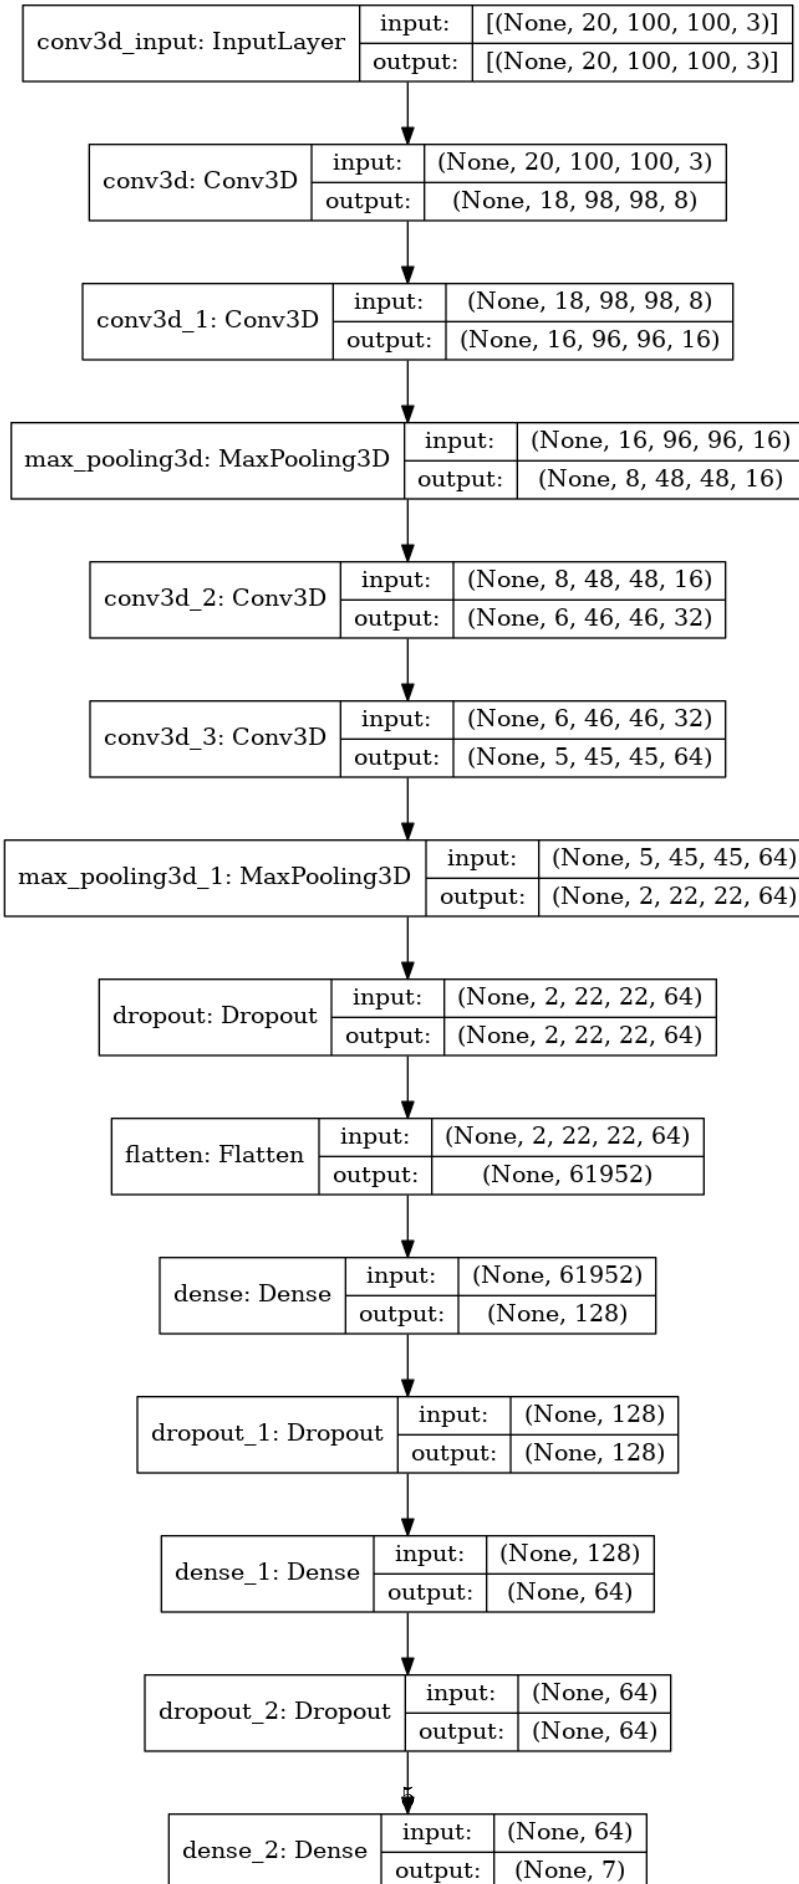 conv3d_input: InputLayer
input: [(None, 20, 100, 100, 3)]
output: [(None, 20, 100, 100, 3)]
conv3d: Conv3D
input: (None, 20, 100, 100, 3)
output: (None, 18, 98, 98, 8)
conv3d_1: Conv3D
input: (None, 18, 98, 98, 8)
output: (None, 16, 96, 96, 16)
max_pooling3d: MaxPooling3D
input: (None, 16, 96, 96, 16)
output: (None, 8, 48, 48, 16)
conv3d_2: Conv3D
input: (None, 8, 48, 48, 16)
output: (None, 6, 46, 46, 32)
conv3d_3: Conv3D
input: (None, 6, 46, 46, 32)
output: (None, 5, 45, 45, 64)
max_pooling3d_1: MaxPooling3D
input: (None, 5, 45, 45, 64)
output: (None, 2, 22, 22, 64)
dropout: Dropout
input: (None, 2, 22, 22, 64)
output: (None, 2, 22, 22, 64)
flatten: Flatten
input: (None, 2, 22, 22, 64)
output: (None, 61952)
dense: Dense
input: (None, 61952)
output: (None, 128)
dropout_1: Dropout
input: (None, 128)
output: (None, 128)
dense_1: Dense
input: (None, 128)
output: (None, 64)
dropout_2: Dropout
input: (None, 64)
output: (None, 64)
dense_2: Dense
input: (None, 64)
output: (None, 7)